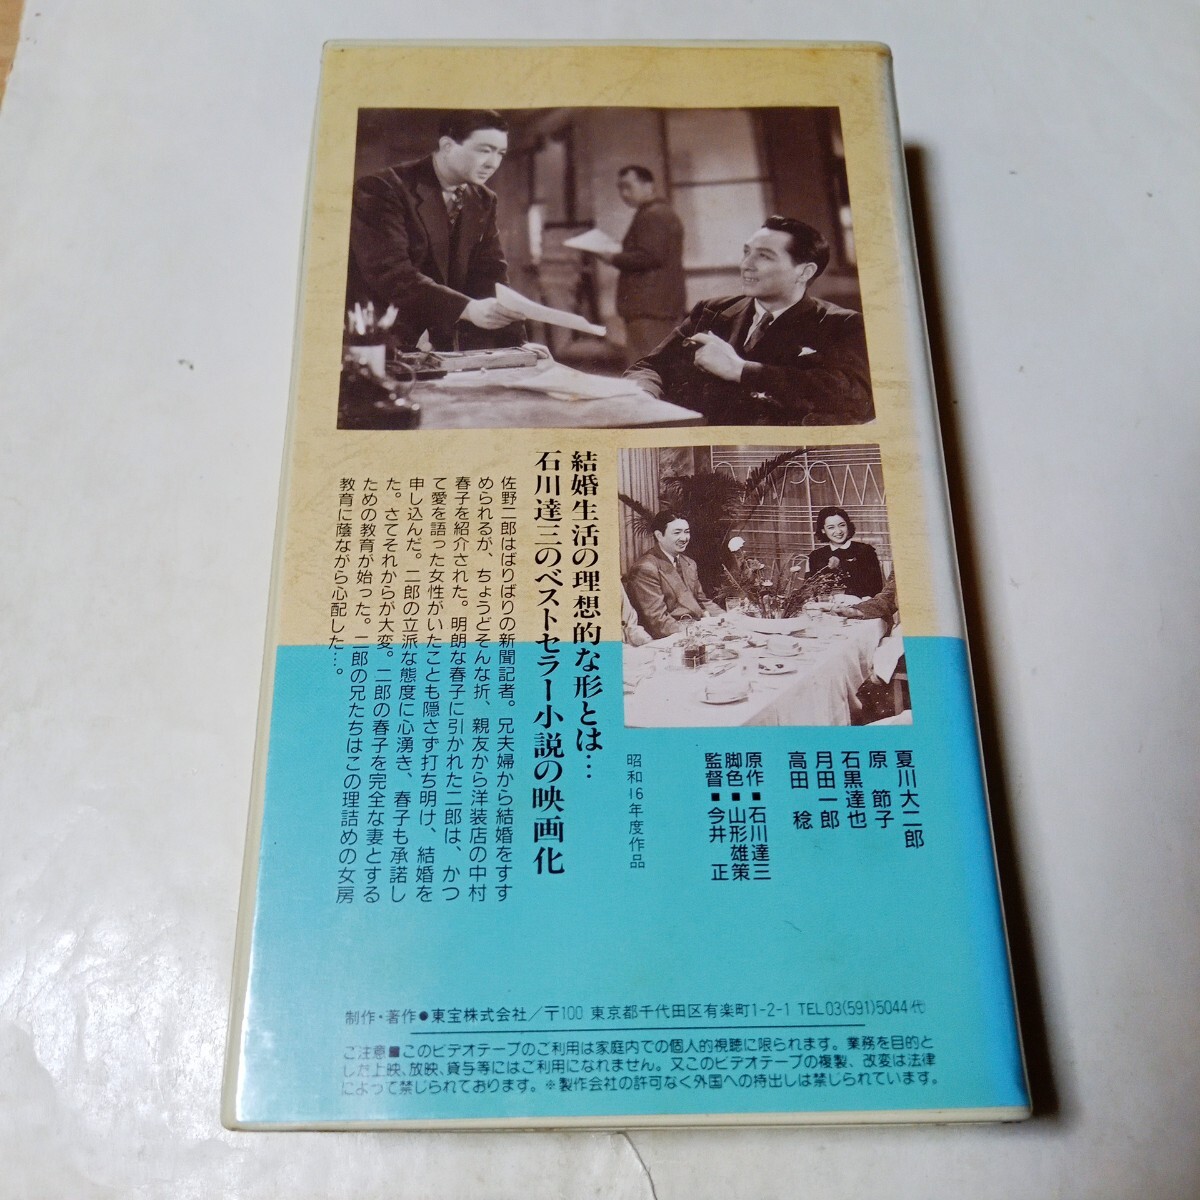 夏川大二郎
原 節子
石黒達也
月田一郎
高田 稔
原作■石川達三
脚色■山形雄策
監督■今井 正
昭和16年度作品
結婚生活の理想的な形とは…
石川達三のベストセラー小説の映画化
佐野二郎はばりばりの新聞記者。兄夫婦から結婚をすす
められるが、ちょうどそんな折、親友から洋装店の中村
春子を紹介された。明朗な春子に引かれた二郎は、かつ
て愛を語った女性がいたことも隠さず打ち明け、結婚を
申し込んだ。二郎の立派な態度に心湧き、春子も承諾し
た。さてそれからが大変。二郎の春子を完全な妻とする
ための教育が始った。二郎の兄たちはこの理詰めの女房
教育に蔭ながら心配した…。
制作・著作●東宝株式会社/〒100 東京都千代田区有楽町1-2-1 TEL03(591)5044代
ご注意■このビデオテープのご利用は家庭内での個人的視聴に限られます。業務を目的と
した上映、放映、貸与等にはご利用になれません。又このビデオテープの複製、改変は法律
によって禁じられております。※製作会社の許可なく外国への持出しは禁じられています。